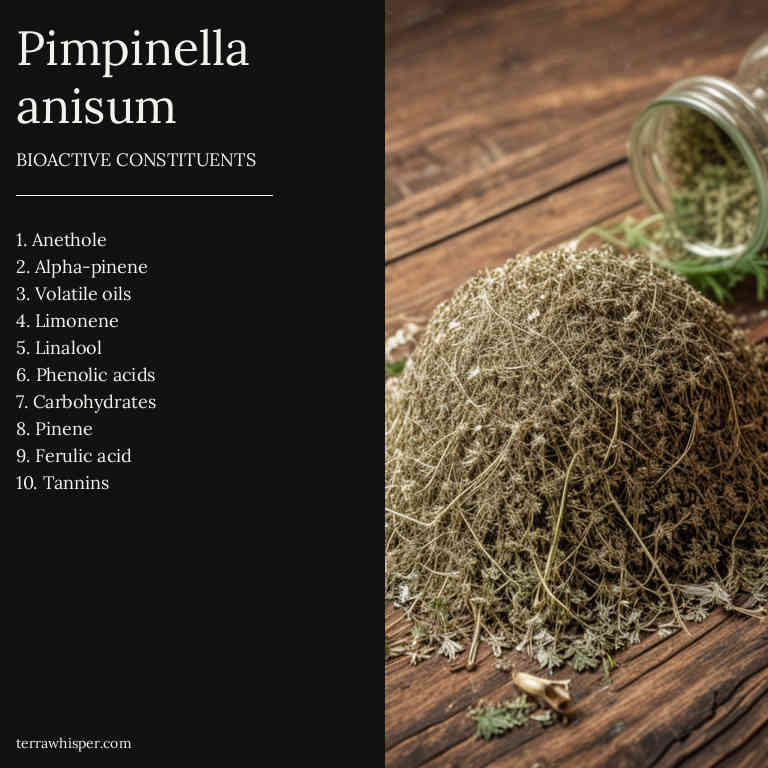 Pimpinella
anisum
BIOACTIVE CONSTITUENTS
1. Anethole
2. Alpha-pinene
3. Volatile oils
4. Limonene
5. Linalool
6. Phenolic acids
7. Carbohydrates
8. Pinene
9. Ferulic acid
10. Tannins
terrawhisper.com